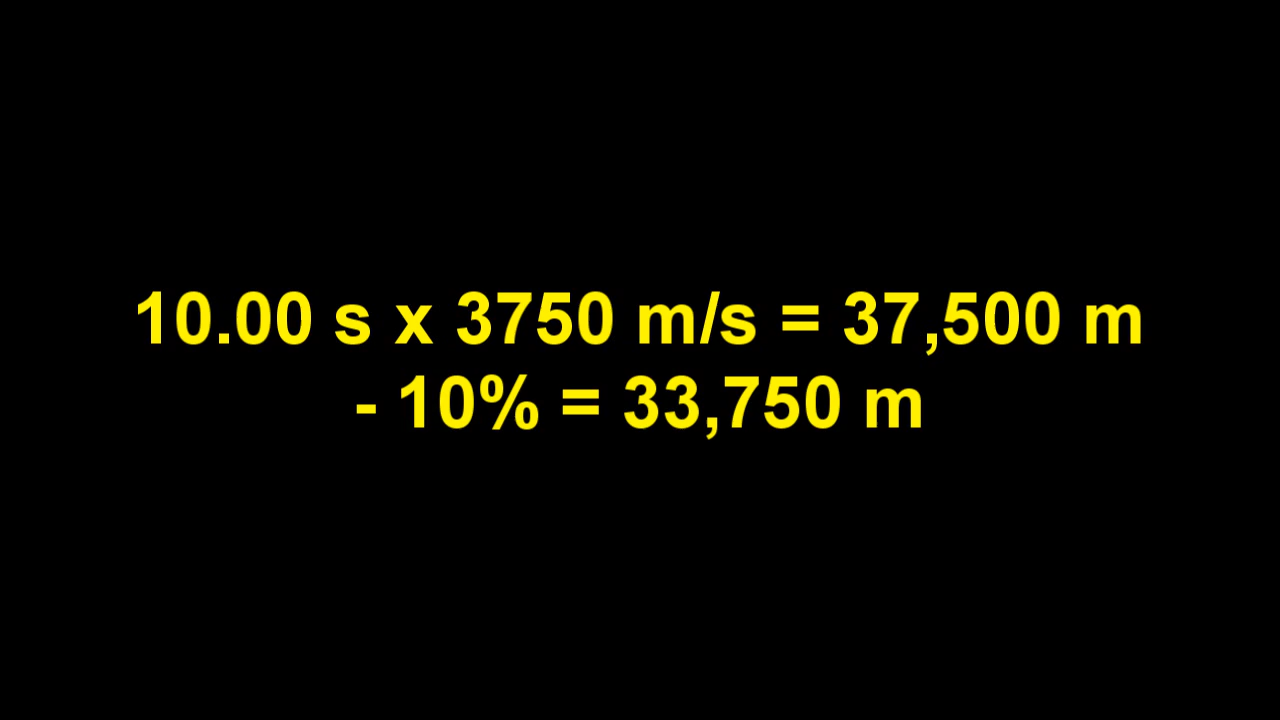 10.00 s x 3750 m/s = 37,500 m
- 10% = 33,750 m